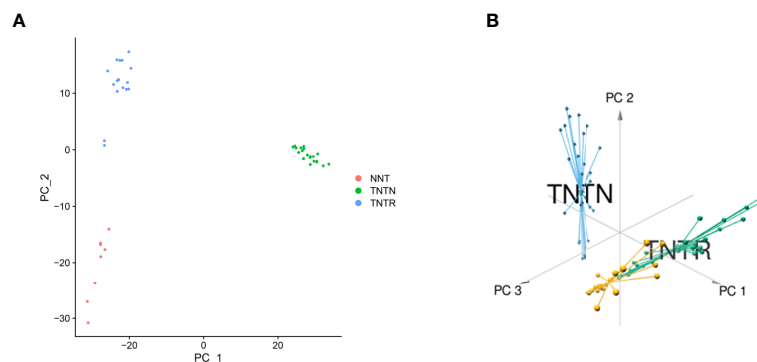 A
B
10
0
−10
−20
−30
PC_2
−20
0
20
PC_1
NNT
TNTN
TNTR
PC 2
TNTN
TNTR
PC 3
PC 1